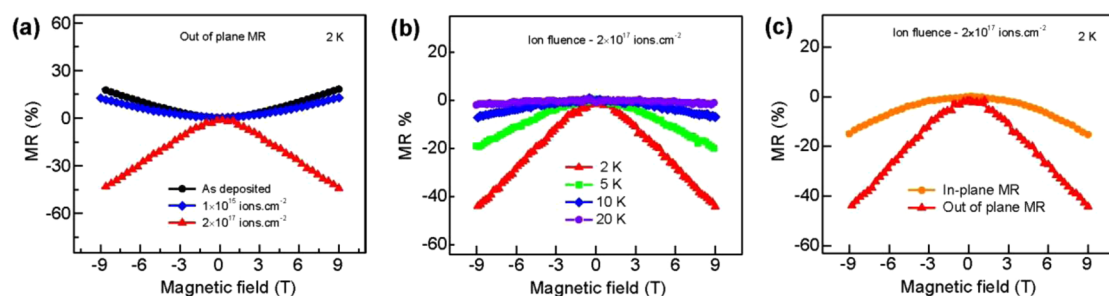 (a)
Out of plane MR 2 K
MR (%)
60
30
0
-30
-60
As deposited
1×10¹⁵ ions.cm⁻²
2×10¹⁷ ions.cm⁻²
-9 -6 -3 0 3 6 9
Magnetic field (T)
(b)
Ion fluence - 2×10¹⁷ ions.cm⁻²
MR %
20
0
-20
-40
-60
2 K
5 K
10 K
20 K
-9 -6 -3 0 3 6 9
Magnetic field (T)
(c)
Ion fluence - 2×10¹⁷ ions.cm⁻² 2 K
MR (%)
20
0
-20
-40
-60
In-plane MR
Out of plane MR
-9 -6 -3 0 3 6 9
Magnetic field (T)